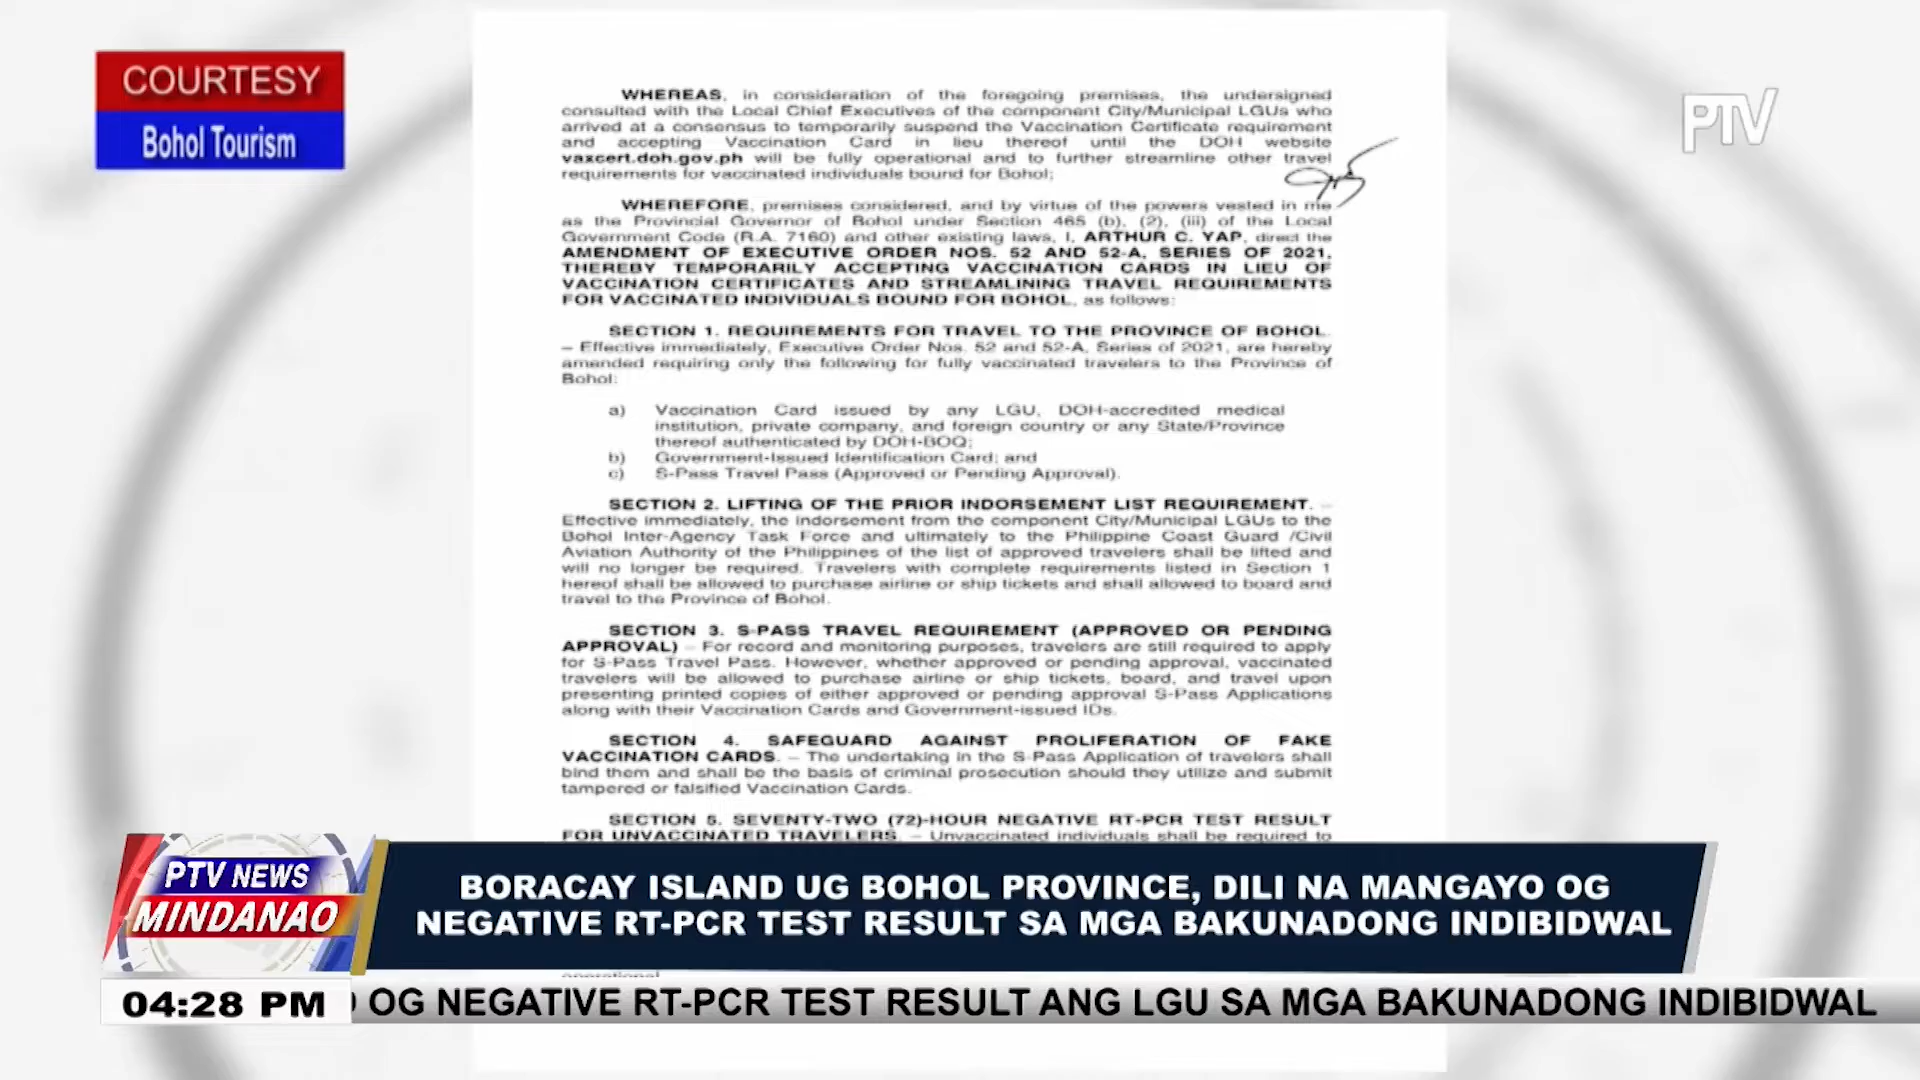 COURTESY
Bohol Tourism
PTV
WHEREAS, in consideration of the foregoing premises, the undersigned
consulted with the Local Chief Executives of the component City/Municipal LGUs who
arrived at a consensus to temporarily suspend the Vaccination Certificate requirement
and accepting Vaccination Card in lieu thereof until the DOH website
vaxcert.doh.gov.ph will be fully operational and to further streamline other travel
requirements for vaccinated individuals bound for Bohol;
WHEREFORE, premises considered, and by virtue of the powers vested in me
as the Provincial Governor of Bohol under Section 465 (b), (2), (iii) of the Local
Government Code (R.A. 7160) and other existing laws, I, ARTHUR C. YAP, direct the
AMENDMENT OF EXECUTIVE ORDER NOS. 52 AND 52-A, SERIES OF 2021,
THEREBY TEMPORARILY ACCEPTING VACCINATION CARDS IN LIEU OF
VACCINATION CERTIFICATES AND STREAMLINING TRAVEL REQUIREMENTS
FOR VACCINATED INDIVIDUALS BOUND FOR BOHOL, as follows:
SECTION 1. REQUIREMENTS FOR TRAVEL TO THE PROVINCE OF BOHOL.
– Effective immediately, Executive Order Nos. 52 and 52-A, Series of 2021, are hereby
amended requiring only the following for fully vaccinated travelers to the Province of
Bohol:
a) Vaccination Card issued by any LGU, DOH-accredited medical
institution, private company, and foreign country or any State/Province
thereof authenticated by DOH-BOQ;
b) Government-Issued Identification Card; and
c) S-Pass Travel Pass (Approved or Pending Approval).
SECTION 2. LIFTING OF THE PRIOR INDORSEMENT LIST REQUIREMENT. –
Effective immediately, the indorsement from the component City/Municipal LGUs to the
Bohol Inter-Agency Task Force and ultimately to the Philippine Coast Guard /Civil
Aviation Authority of the Philippines of the list of approved travelers shall be lifted and
will no longer be required. Travelers with complete requirements listed in Section 1
hereof shall be allowed to purchase airline or ship tickets and shall allowed to board and
travel to the Province of Bohol.
SECTION 3. S-PASS TRAVEL REQUIREMENT (APPROVED OR PENDING
APPROVAL) – For record and monitoring purposes, travelers are still required to apply
for S-Pass Travel Pass. However, whether approved or pending approval, vaccinated
travelers will be allowed to purchase airline or ship tickets, board, and travel upon
presenting printed copies of either approved or pending approval S-Pass Applications
along with their Vaccination Cards and Government-issued IDs.
SECTION 4. SAFEGUARD AGAINST PROLIFERATION OF FAKE
VACCINATION CARDS. – The undertaking in the S-Pass Application of travelers shall
bind them and shall be the basis of criminal prosecution should they utilize and submit
tampered or falsified Vaccination Cards.
SECTION 5. SEVENTY-TWO (72)-HOUR NEGATIVE RT-PCR TEST RESULT
FOR UNVACCINATED TRAVELERS. – Unvaccinated individuals shall be required to
PTV NEWS
MINDANAO
BORACAY ISLAND UG BOHOL PROVINCE, DILI NA MANGAYO OG
NEGATIVE RT-PCR TEST RESULT SA MGA BAKUNADONG INDIBIDWAL
operational.
04:28 PM
O OG NEGATIVE RT-PCR TEST RESULT ANG LGU SA MGA BAKUNADONG INDIBIDWAL